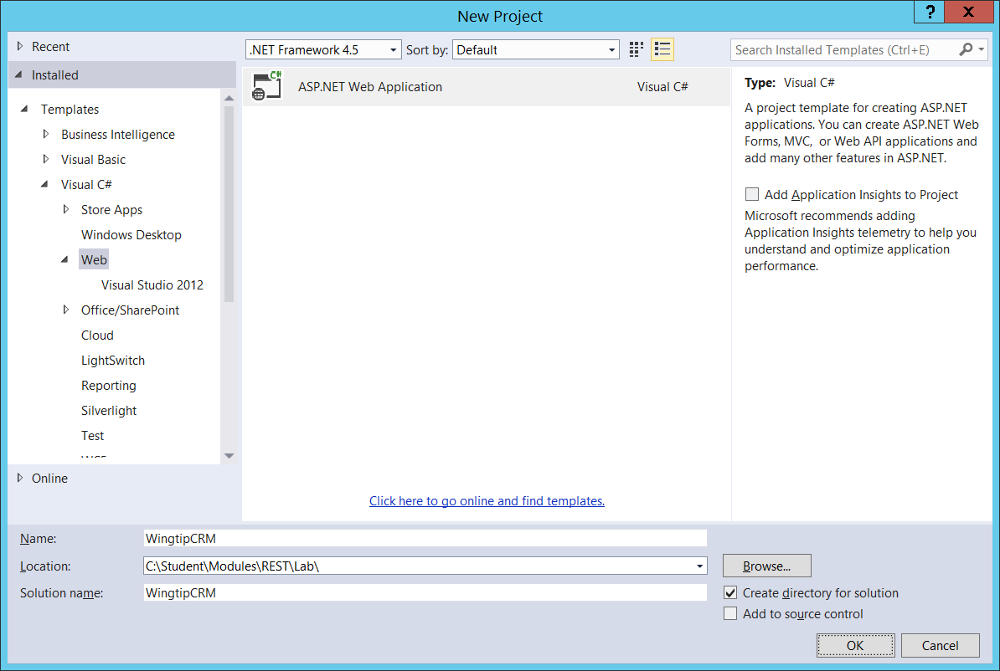 New Project
?
X
Recent
Installed
Templates
Business Intelligence
Visual Basic
Visual C#
Store Apps
Windows Desktop
Web
Visual Studio 2012
Office/SharePoint
Cloud
LightSwitch
Reporting
Silverlight
Test
Online
.NET Framework 4.5
Sort by:
Default
C#
ASP.NET Web Application
Visual C#
Click here to go online and find templates.
Search Installed Templates (Ctrl+E)
Type: Visual C#
A project template for creating ASP.NET
applications. You can create ASP.NET Web
Forms, MVC, or Web API applications and
add many other features in ASP.NET.
Add Application Insights to Project
Microsoft recommends adding
Application Insights telemetry to help you
understand and optimize application
performance.
Name:
WingtipCRM
Location:
C:\Student\Modules\REST\Lab\
Browse...
Solution name:
WingtipCRM
Create directory for solution
Add to source control
OK
Cancel